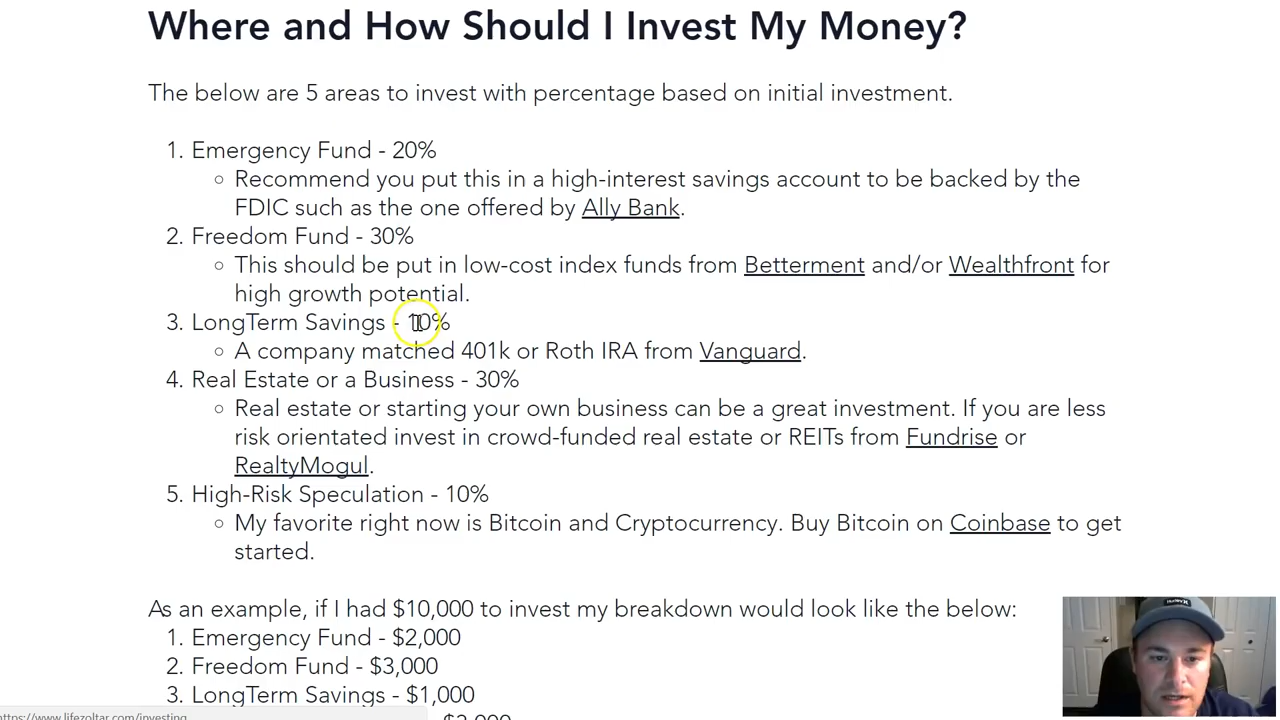 Where and How Should I Invest My Money?
The below are 5 areas to invest with percentage based on initial investment.
1. Emergency Fund - 20%
○ Recommend you put this in a high-interest savings account to be backed by the
FDIC such as the one offered by Ally Bank.
2. Freedom Fund - 30%
○ This should be put in low-cost index funds from Betterment and/or Wealthfront for
high growth potential.
3. LongTerm Savings - 10%
○ A company matched 401k or Roth IRA from Vanguard.
4. Real Estate or a Business - 30%
○ Real estate or starting your own business can be a great investment. If you are less
risk orientated invest in crowd-funded real estate or REITs from Fundrise or
RealtyMogul.
5. High-Risk Speculation - 10%
○ My favorite right now is Bitcoin and Cryptocurrency. Buy Bitcoin on Coinbase to get
started.
As an example, if I had $10,000 to invest my breakdown would look like the below:
1. Emergency Fund - $2,000
2. Freedom Fund - $3,000
3. LongTerm Savings - $1,000
https://www.lifezoltar.com/investing